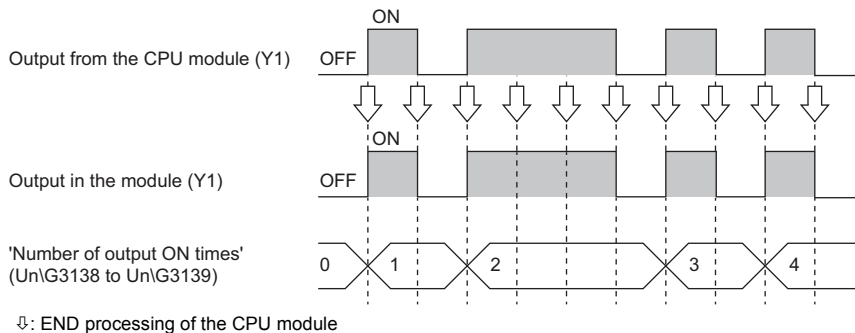 ON
Output from the CPU module (Y1) OFF
ON
Output in the module (Y1) OFF
'Number of output ON times'
(Un\G3138 to Un\G3139)
0 1 2 3 4
⇩: END processing of the CPU module